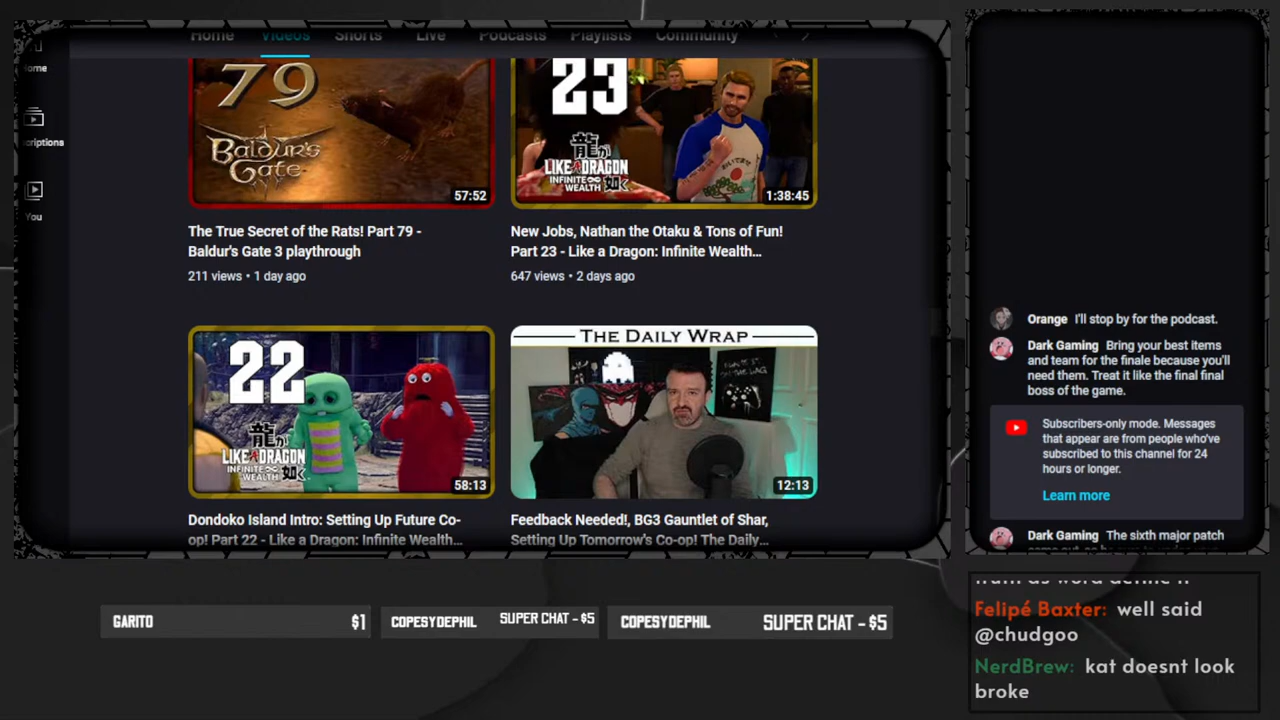 Home Videos Shorts Live Podcasts Playlists Community
ome
criptions
You
79
BALDUR'S GATE
57:52
The True Secret of the Rats! Part 79 -
Baldur's Gate 3 playthrough
211 views • 1 day ago
23
龍が如く
LIKE A DRAGON
INFINITE WEALTH
1:38:45
New Jobs, Nathan the Otaku & Tons of Fun!
Part 23 - Like a Dragon: Infinite Wealth...
647 views • 2 days ago
22
龍が如く
LIKE A DRAGON
INFINITE WEALTH
58:13
Dondoko Island Intro: Setting Up Future Co-
op! Part 22 - Like a Dragon: Infinite Wealth...
THE DAILY WRAP
12:13
Feedback Needed!, BG3 Gauntlet of Shar,
Setting Up Tomorrow's Co-op! The Daily...
Orange I'll stop by for the podcast.
Dark Gaming Bring your best items
and team for the finale because you'll
need them. Treat it like the final final
boss of the game.
Subscribers-only mode. Messages
that appear are from people who've
subscribed to this channel for 24
hours or longer.
Learn more
Dark Gaming The sixth major patch
GARITO $1
COPESYDEPHIL SUPER CHAT - $5
COPESYDEPHIL SUPER CHAT - $5
Felipé Baxter: well said
@chudgoo
NerdBrew: kat doesnt look
broke